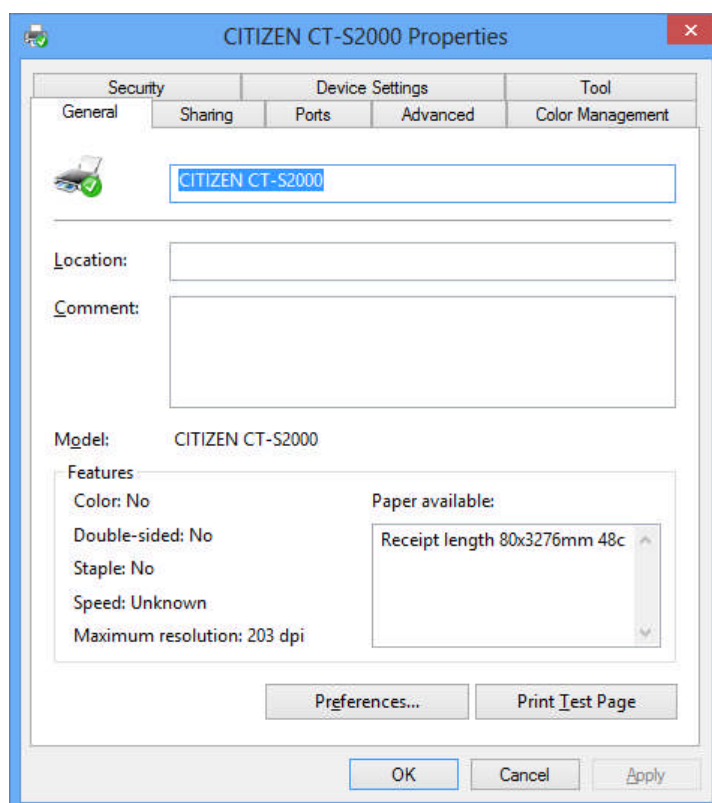 CITIZEN CT-S2000 Properties
Security Device Settings Tool
General Sharing Ports Advanced Color Management
CITIZEN CT-S2000
Location:
Comment:
Model: CITIZEN CT-S2000
Features
Color: No Paper available:
Double-sided: No Receipt length 80x3276mm 48c
Staple: No
Speed: Unknown
Maximum resolution: 203 dpi
Preferences... Print Test Page
OK Cancel Apply